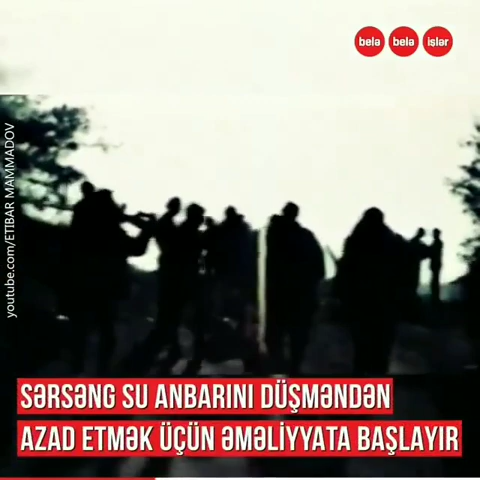 belə belə işlər
youtube.com/ETIBAR MAMMADOV
SƏRSƏNG SU ANBARINI DÜŞMƏNDƏN
AZAD ETMƏK ÜÇÜN ƏMƏLİYYATA BAŞLAYIR